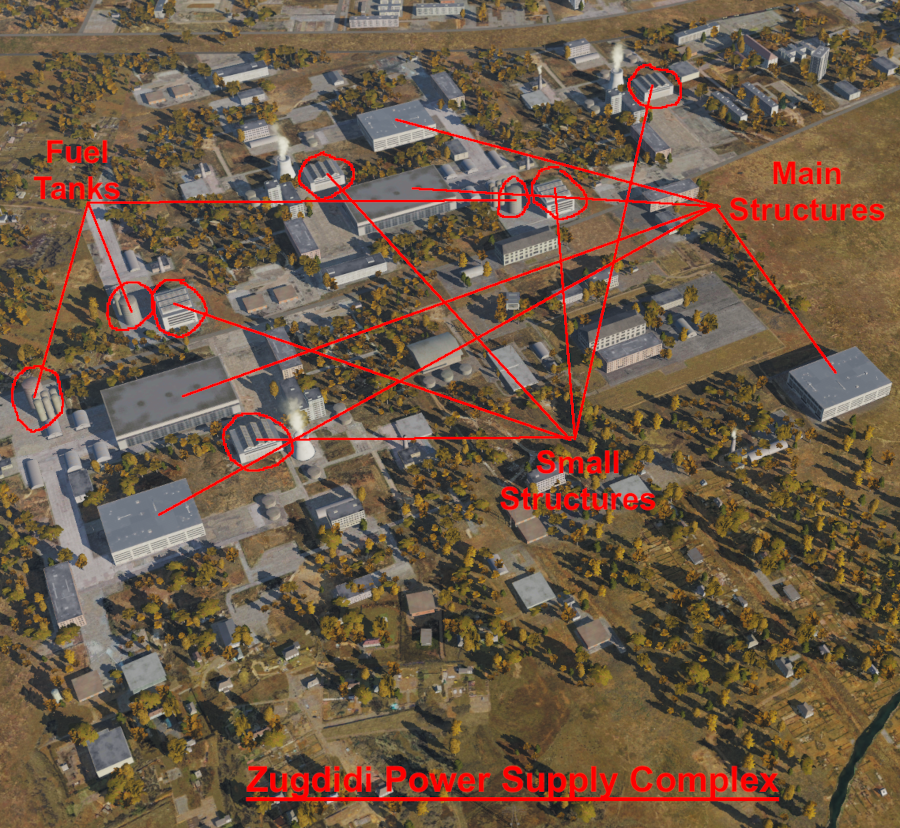 Fuel
Tanks
Main
Structures
Small
Structures
Zugdidi Power Supply Complex